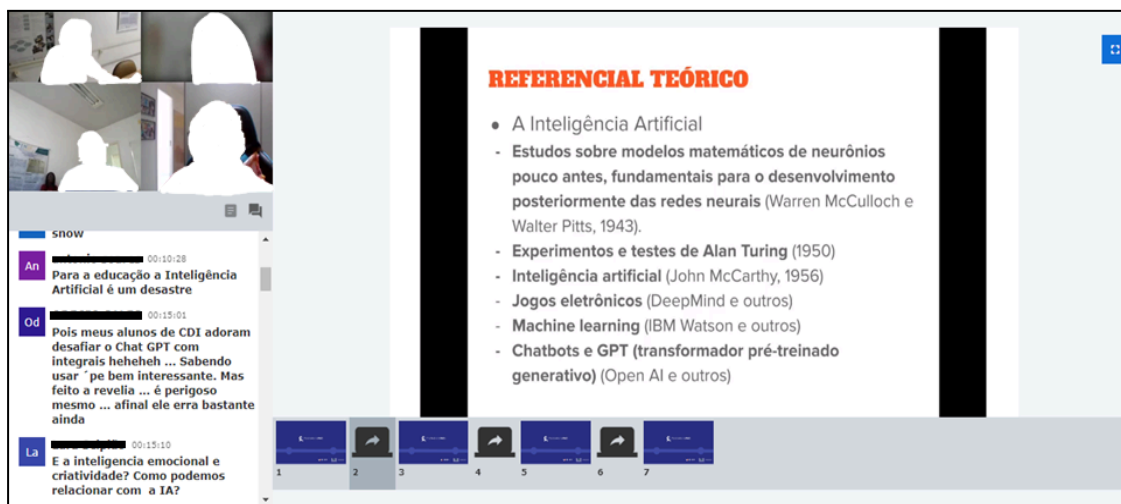 show
An
00:10:28
Para a educação a Inteligência
Artificial é um desastre
Od
00:15:01
Pois meus alunos de CDI adoram
desafiar o Chat GPT com
integrais heheheh ... Sabendo
usar ´pe bem interessante. Mas
feito a revelia ... é perigoso
mesmo ... afinal ele erra bastante
ainda
La
00:15:10
E a inteligencia emocional e
criatividade? Como podemos
relacionar com a IA?
REFERENCIAL TEÓRICO
• A Inteligência Artificial
- Estudos sobre modelos matemáticos de neurônios
pouco antes, fundamentais para o desenvolvimento
posteriormente das redes neurais (Warren McCulloch e
Walter Pitts, 1943).
- Experimentos e testes de Alan Turing (1950)
- Inteligência artificial (John McCarthy, 1956)
- Jogos eletrônicos (DeepMind e outros)
- Machine learning (IBM Watson e outros)
- Chatbots e GPT (transformador pré-treinado
generativo) (Open AI e outros)
1 2 3 4 5 6 7